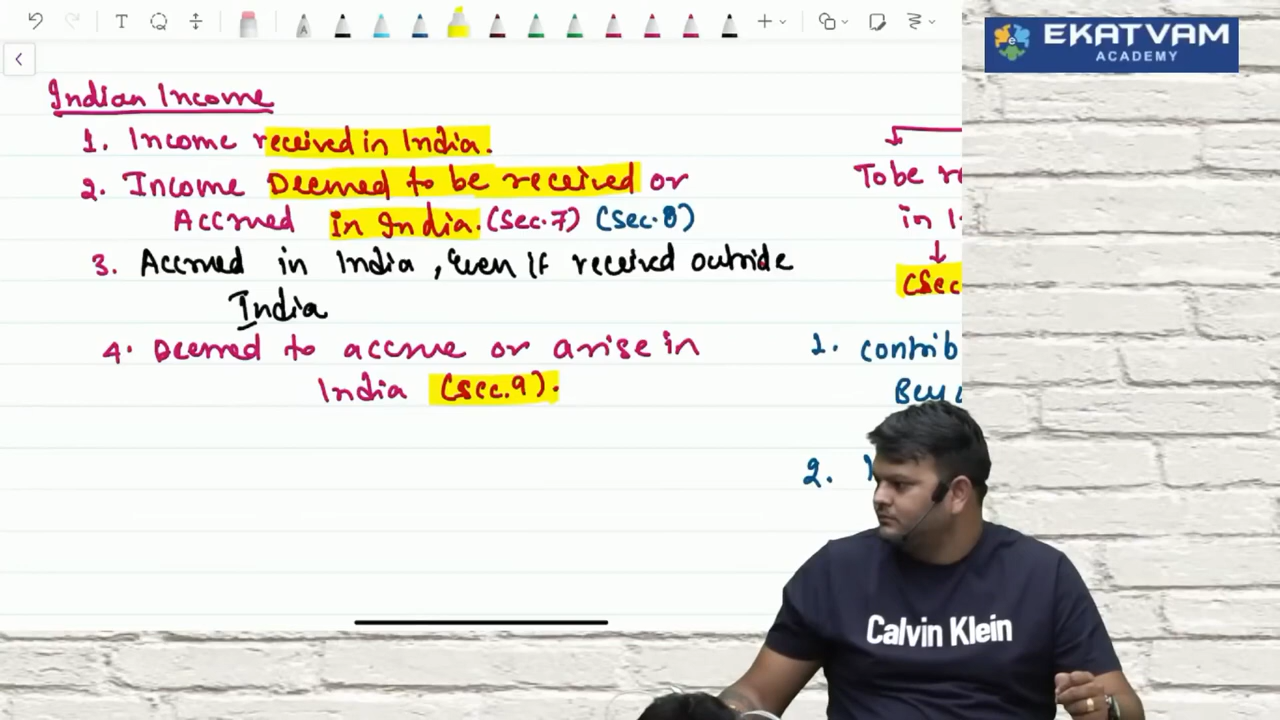 EKATVAM
ACADEMY
Indian Income
1. Income received in India.
2. Income Deemed to be received or
Accrued in India. (Sec.7) (Sec.8)
3. Accrued in India, Even if received outside
India
4. Deemed to accrue or arise in
India (Sec.9).
To be r
in I
(Sec
1. contrib
Bey
2.
Calvin Klein